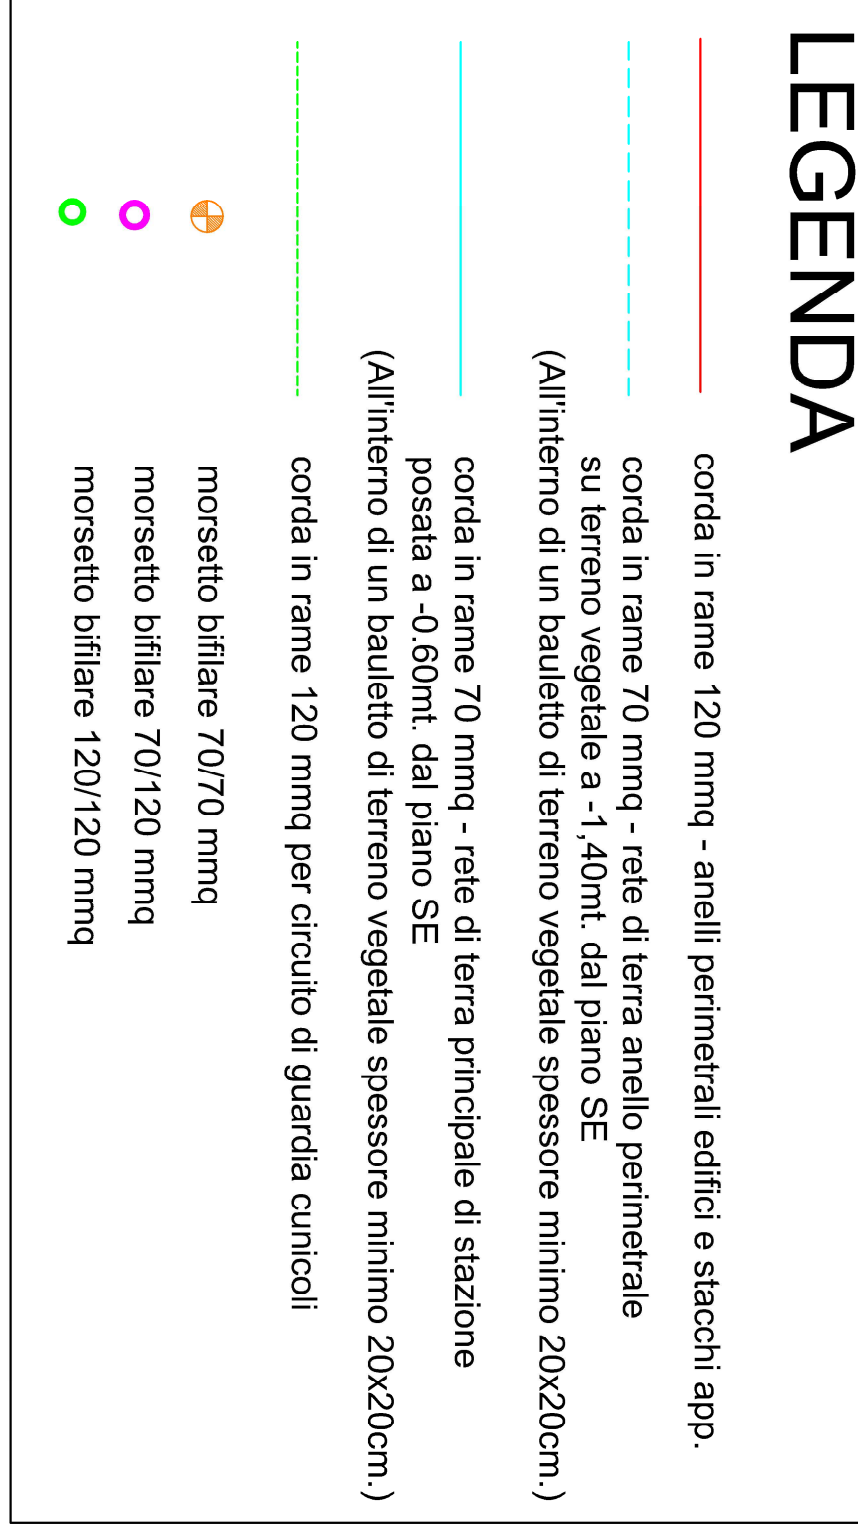 LEGENDA
corda in rame 120 mmq - anelli perimetrali edifici e stacchi app.
corda in rame 70 mmq - rete di terra anello perimetrale
su terreno vegetale a -1,40mt. dal piano SE
(All'interno di un bauletto di terreno vegetale spessore minimo 20x20cm.)
corda in rame 70 mmq - rete di terra principale di stazione
posata a -0.60mt. dal piano SE
(All'interno di un bauletto di terreno vegetale spessore minimo 20x20cm.)
corda in rame 120 mmq per circuito di guardia cunicoli
morsetto bifilare 70/70 mmq
morsetto bifilare 70/120 mmq
morsetto bifilare 120/120 mmq